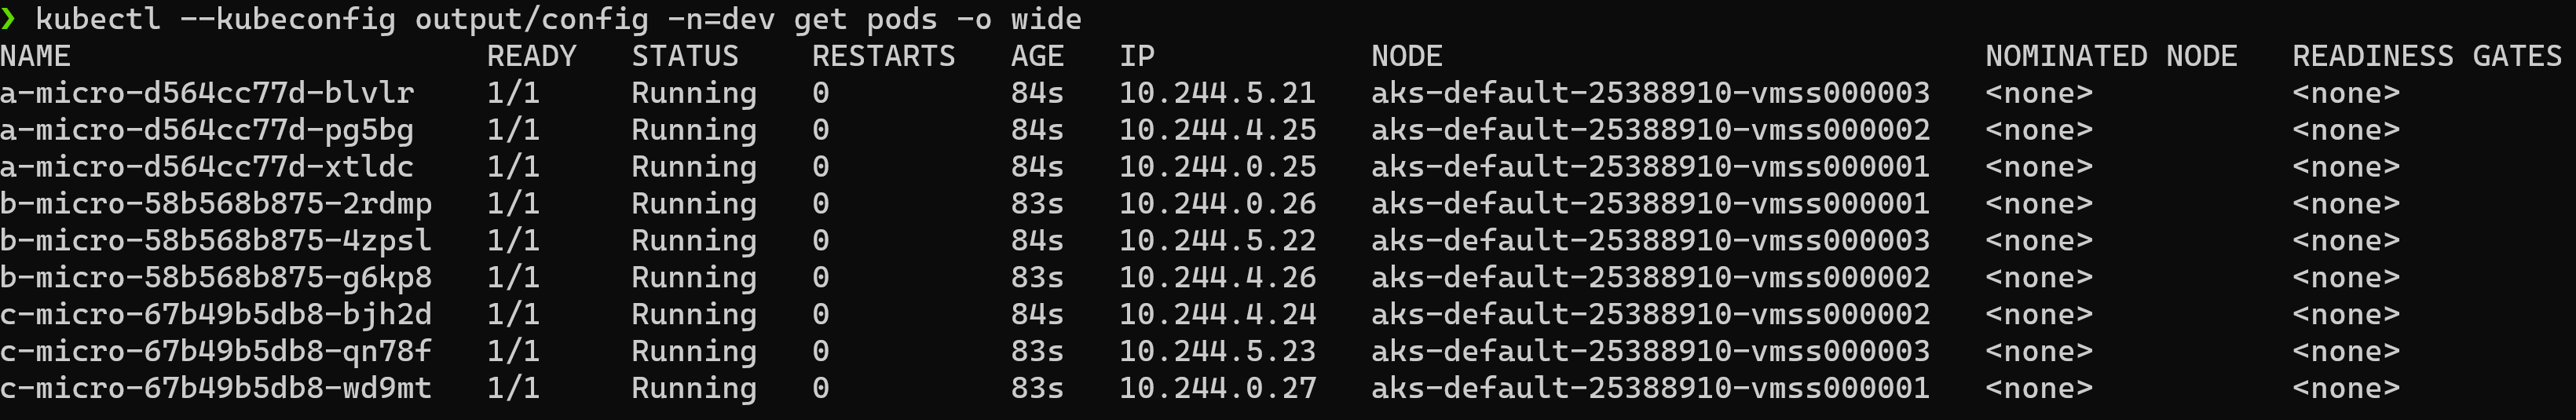 ❯ kubectl --kubeconfig output/config -n=dev get pods -o wide
NAME                       READY   STATUS    RESTARTS   AGE   IP            NODE                              NOMINATED NODE   READINESS GATES
a-micro-d564cc77d-blvlr    1/1     Running   0          84s   10.244.5.21   aks-default-25388910-vmss000003   <none>           <none>
a-micro-d564cc77d-pg5bg    1/1     Running   0          84s   10.244.4.25   aks-default-25388910-vmss000002   <none>           <none>
a-micro-d564cc77d-xtldc    1/1     Running   0          84s   10.244.0.25   aks-default-25388910-vmss000001   <none>           <none>
b-micro-58b568b875-2rdmp   1/1     Running   0          83s   10.244.0.26   aks-default-25388910-vmss000001   <none>           <none>
b-micro-58b568b875-4zpsl   1/1     Running   0          84s   10.244.5.22   aks-default-25388910-vmss000003   <none>           <none>
b-micro-58b568b875-g6kp8   1/1     Running   0          83s   10.244.4.26   aks-default-25388910-vmss000002   <none>           <none>
c-micro-67b49b5db8-bjh2d   1/1     Running   0          84s   10.244.4.24   aks-default-25388910-vmss000002   <none>           <none>
c-micro-67b49b5db8-qn78f   1/1     Running   0          83s   10.244.5.23   aks-default-25388910-vmss000003   <none>           <none>
c-micro-67b49b5db8-wd9mt   1/1     Running   0          83s   10.244.0.27   aks-default-25388910-vmss000001   <none>           <none>